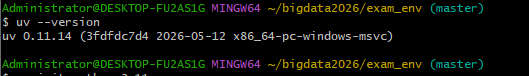 Administrator@DESKTOP-FU2AS1G MINGW64 ~/bigdata2026/exam_env (master)
$ uv --version
uv 0.11.14 (3fdfdc7d4 2026-05-12 x86_64-pc-windows-msvc)
Administrator@DESKTOP-FU2AS1G MINGW64 ~/bigdata2026/exam_env (master)